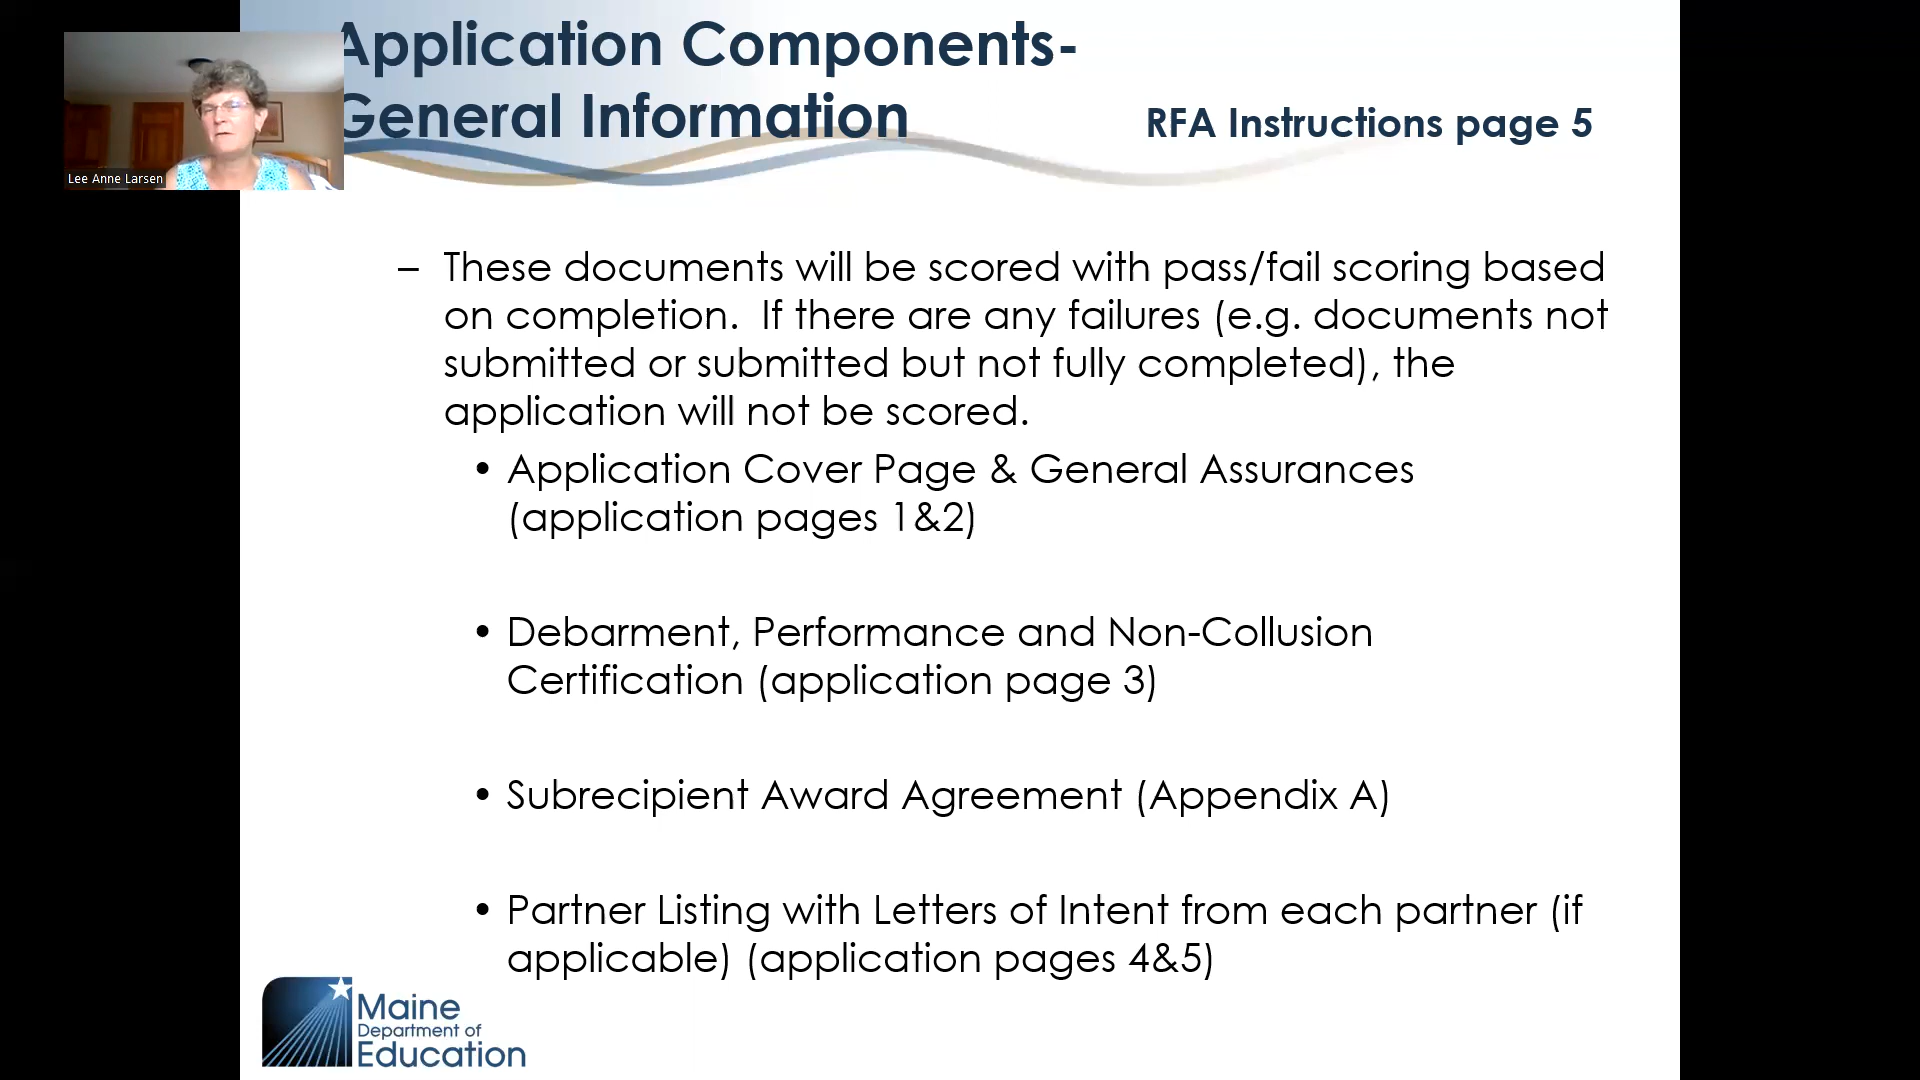 Application Components-
General Information
RFA Instructions page 5
Lee Anne Larsen
– These documents will be scored with pass/fail scoring based
on completion.  If there are any failures (e.g. documents not
submitted or submitted but not fully completed), the
application will not be scored.
• Application Cover Page & General Assurances
(application pages 1&2)
• Debarment, Performance and Non-Collusion
Certification (application page 3)
• Subrecipient Award Agreement (Appendix A)
• Partner Listing with Letters of Intent from each partner (if
applicable) (application pages 4&5)
Maine
Department of
Education